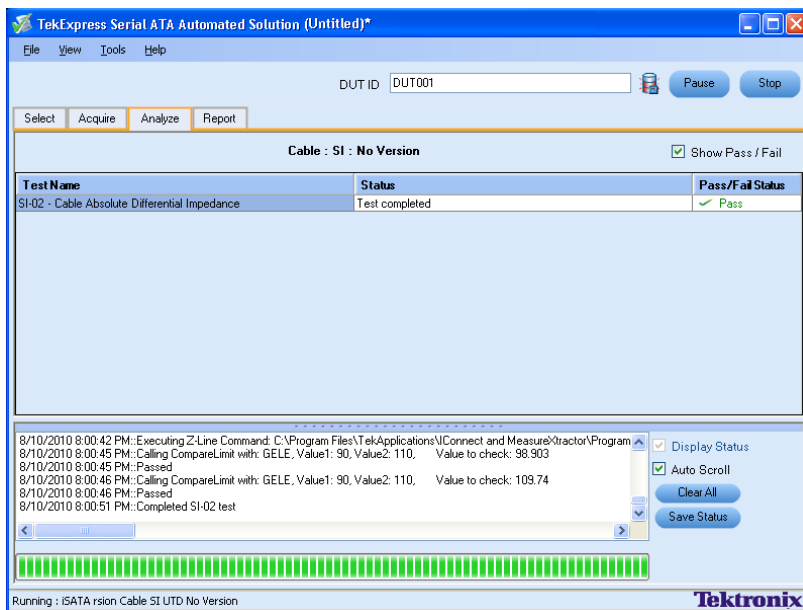 TekExpress Serial ATA Automated Solution (Untitled)*
File View Tools Help
DUT ID DUT001 Pause Stop
Select Acquire Analyze Report
Cable : SI : No Version Show Pass / Fail
Test Name Status Pass/Fail Status
SI-02 - Cable Absolute Differential Impedance Test completed Pass
8/10/2010 8:00:42 PM::Executing Z-Line Command: C:\Program Files\TekApplications\IConnect and MeasureXtractor\Program
8/10/2010 8:00:45 PM::Calling CompareLimit with: GELE, Value1: 90, Value2: 110, Value to check: 98.903
8/10/2010 8:00:45 PM::Passed
8/10/2010 8:00:46 PM::Calling CompareLimit with: GELE, Value1: 90, Value2: 110, Value to check: 109.74
8/10/2010 8:00:46 PM::Passed
8/10/2010 8:00:51 PM::Completed SI-02 test
Display Status
Auto Scroll
Clear All
Save Status
Running : iSATA rsion Cable SI UTD No Version
Tektronix